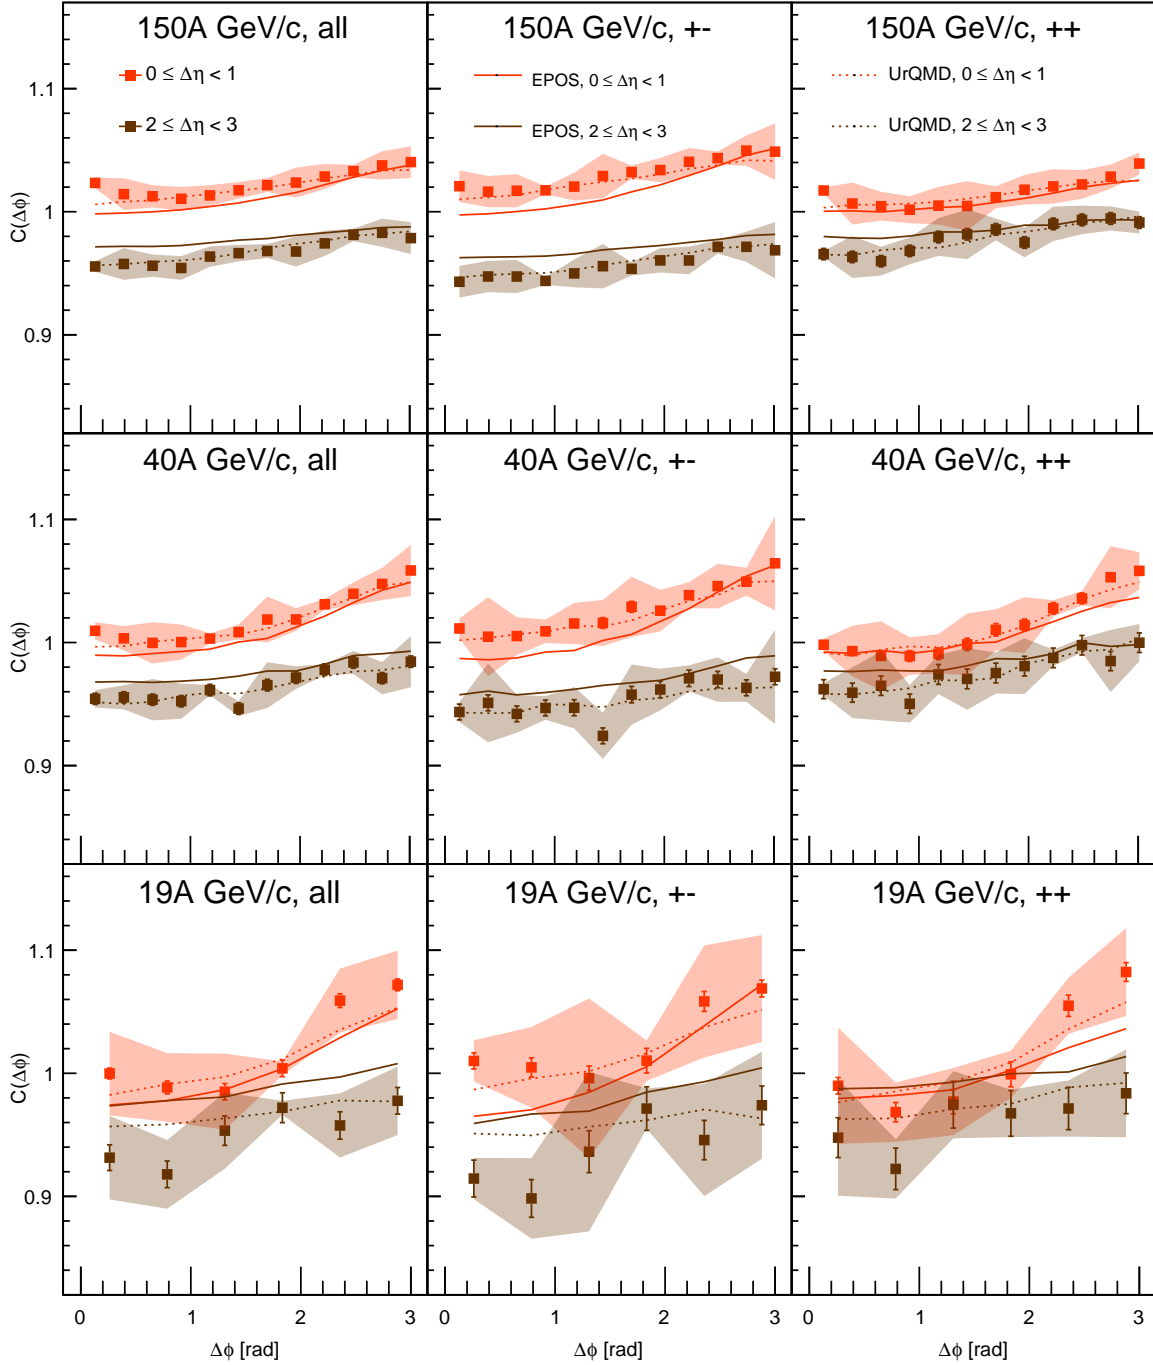 150A GeV/c, all
150A GeV/c, +-
150A GeV/c, ++
0 ≤ Δη < 1
2 ≤ Δη < 3
EPOS, 0 ≤ Δη < 1
EPOS, 2 ≤ Δη < 3
UrQMD, 0 ≤ Δη < 1
UrQMD, 2 ≤ Δη < 3
C(Δϕ)
1.1
1
0.9
40A GeV/c, all
40A GeV/c, +-
40A GeV/c, ++
C(Δϕ)
1.1
1
0.9
19A GeV/c, all
19A GeV/c, +-
19A GeV/c, ++
C(Δϕ)
1.1
1
0.9
0 1 2 3
0 1 2 3
0 1 2 3
Δϕ [rad]
Δϕ [rad]
Δϕ [rad]